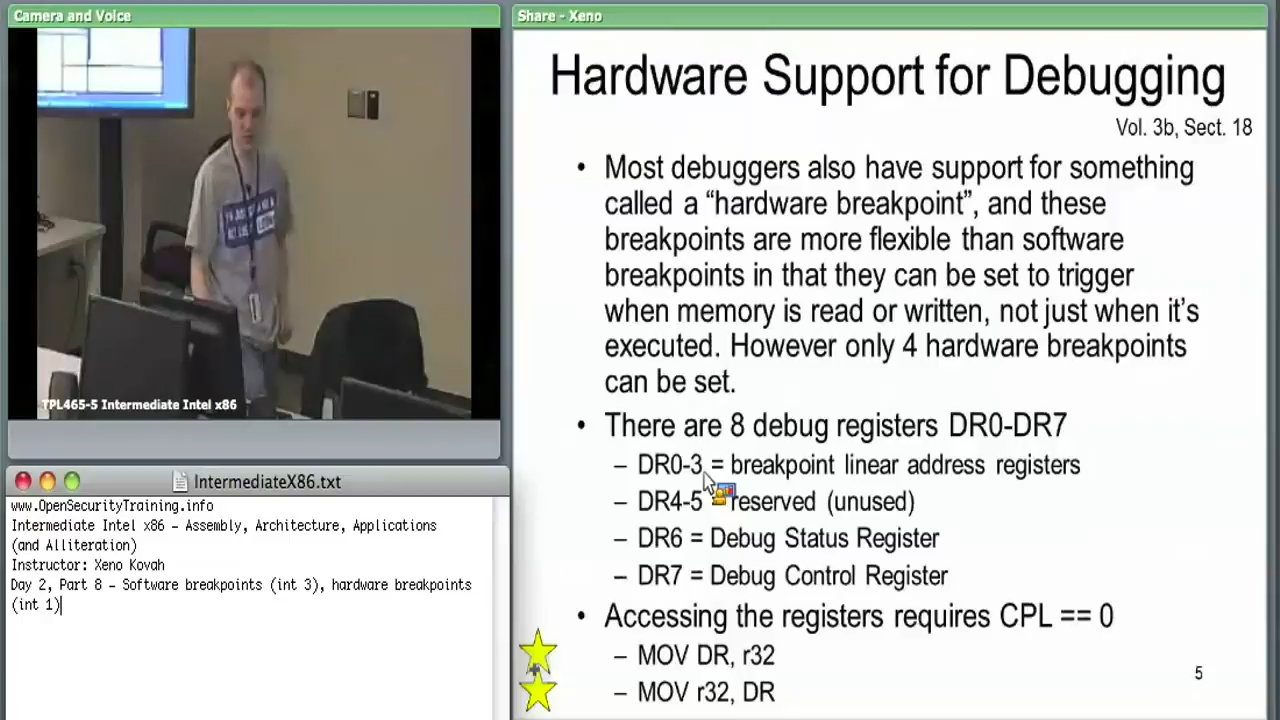 Camera and Voice
TPL465-5 Intermediate Intel x86
IntermediateX86.txt
www.OpenSecurityTraining.info
Intermediate Intel x86 – Assembly, Architecture, Applications
(and Alliteration)
Instructor: Xeno Kovah
Day 2, Part 8 – Software breakpoints (int 3), hardware breakpoints
(int 1)
Share - Xeno
Hardware Support for Debugging
Vol. 3b, Sect. 18
• Most debuggers also have support for something
called a “hardware breakpoint”, and these
breakpoints are more flexible than software
breakpoints in that they can be set to trigger
when memory is read or written, not just when it’s
executed. However only 4 hardware breakpoints
can be set.
• There are 8 debug registers DR0-DR7
– DR0-3 = breakpoint linear address registers
– DR4-5 reserved (unused)
– DR6 = Debug Status Register
– DR7 = Debug Control Register
• Accessing the registers requires CPL == 0
– MOV DR, r32
– MOV r32, DR
5